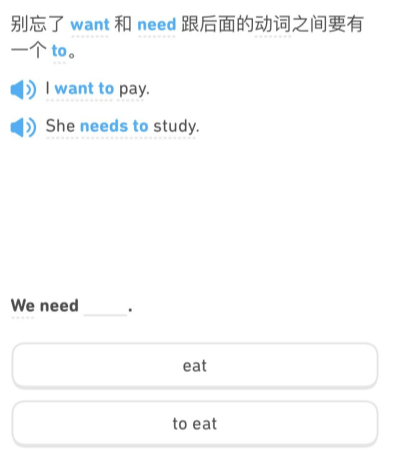 别忘了 want 和 need 跟后面的动词之间要有
一个 to。
I want to pay.
She needs to study.
We need _____ .
eat
to eat